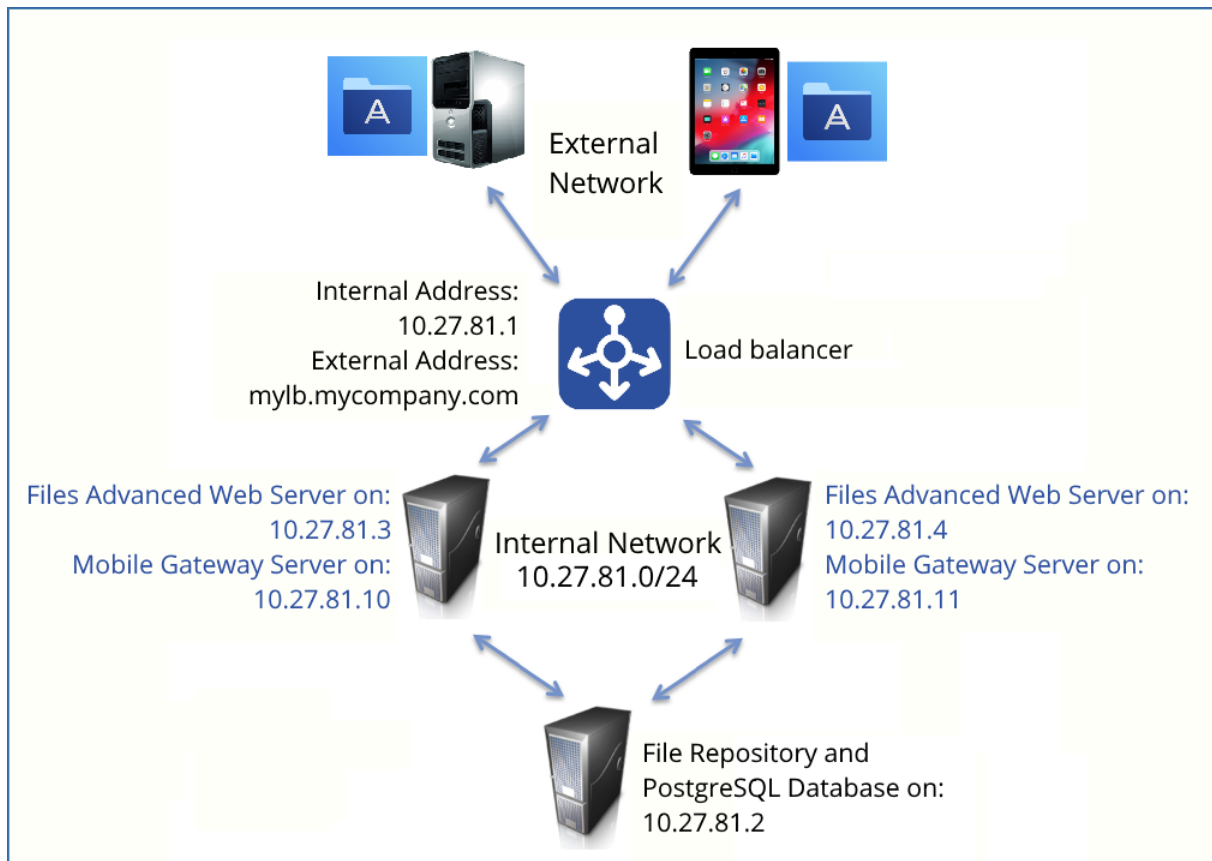 External
Network
Internal Address:
10.27.81.1
External Address:
mylb.mycompany.com
Load balancer
Files Advanced Web Server on:
10.27.81.3
Mobile Gateway Server on:
10.27.81.10
Internal Network
10.27.81.0/24
Files Advanced Web Server on:
10.27.81.4
Mobile Gateway Server on:
10.27.81.11
File Repository and
PostgreSQL Database on:
10.27.81.2